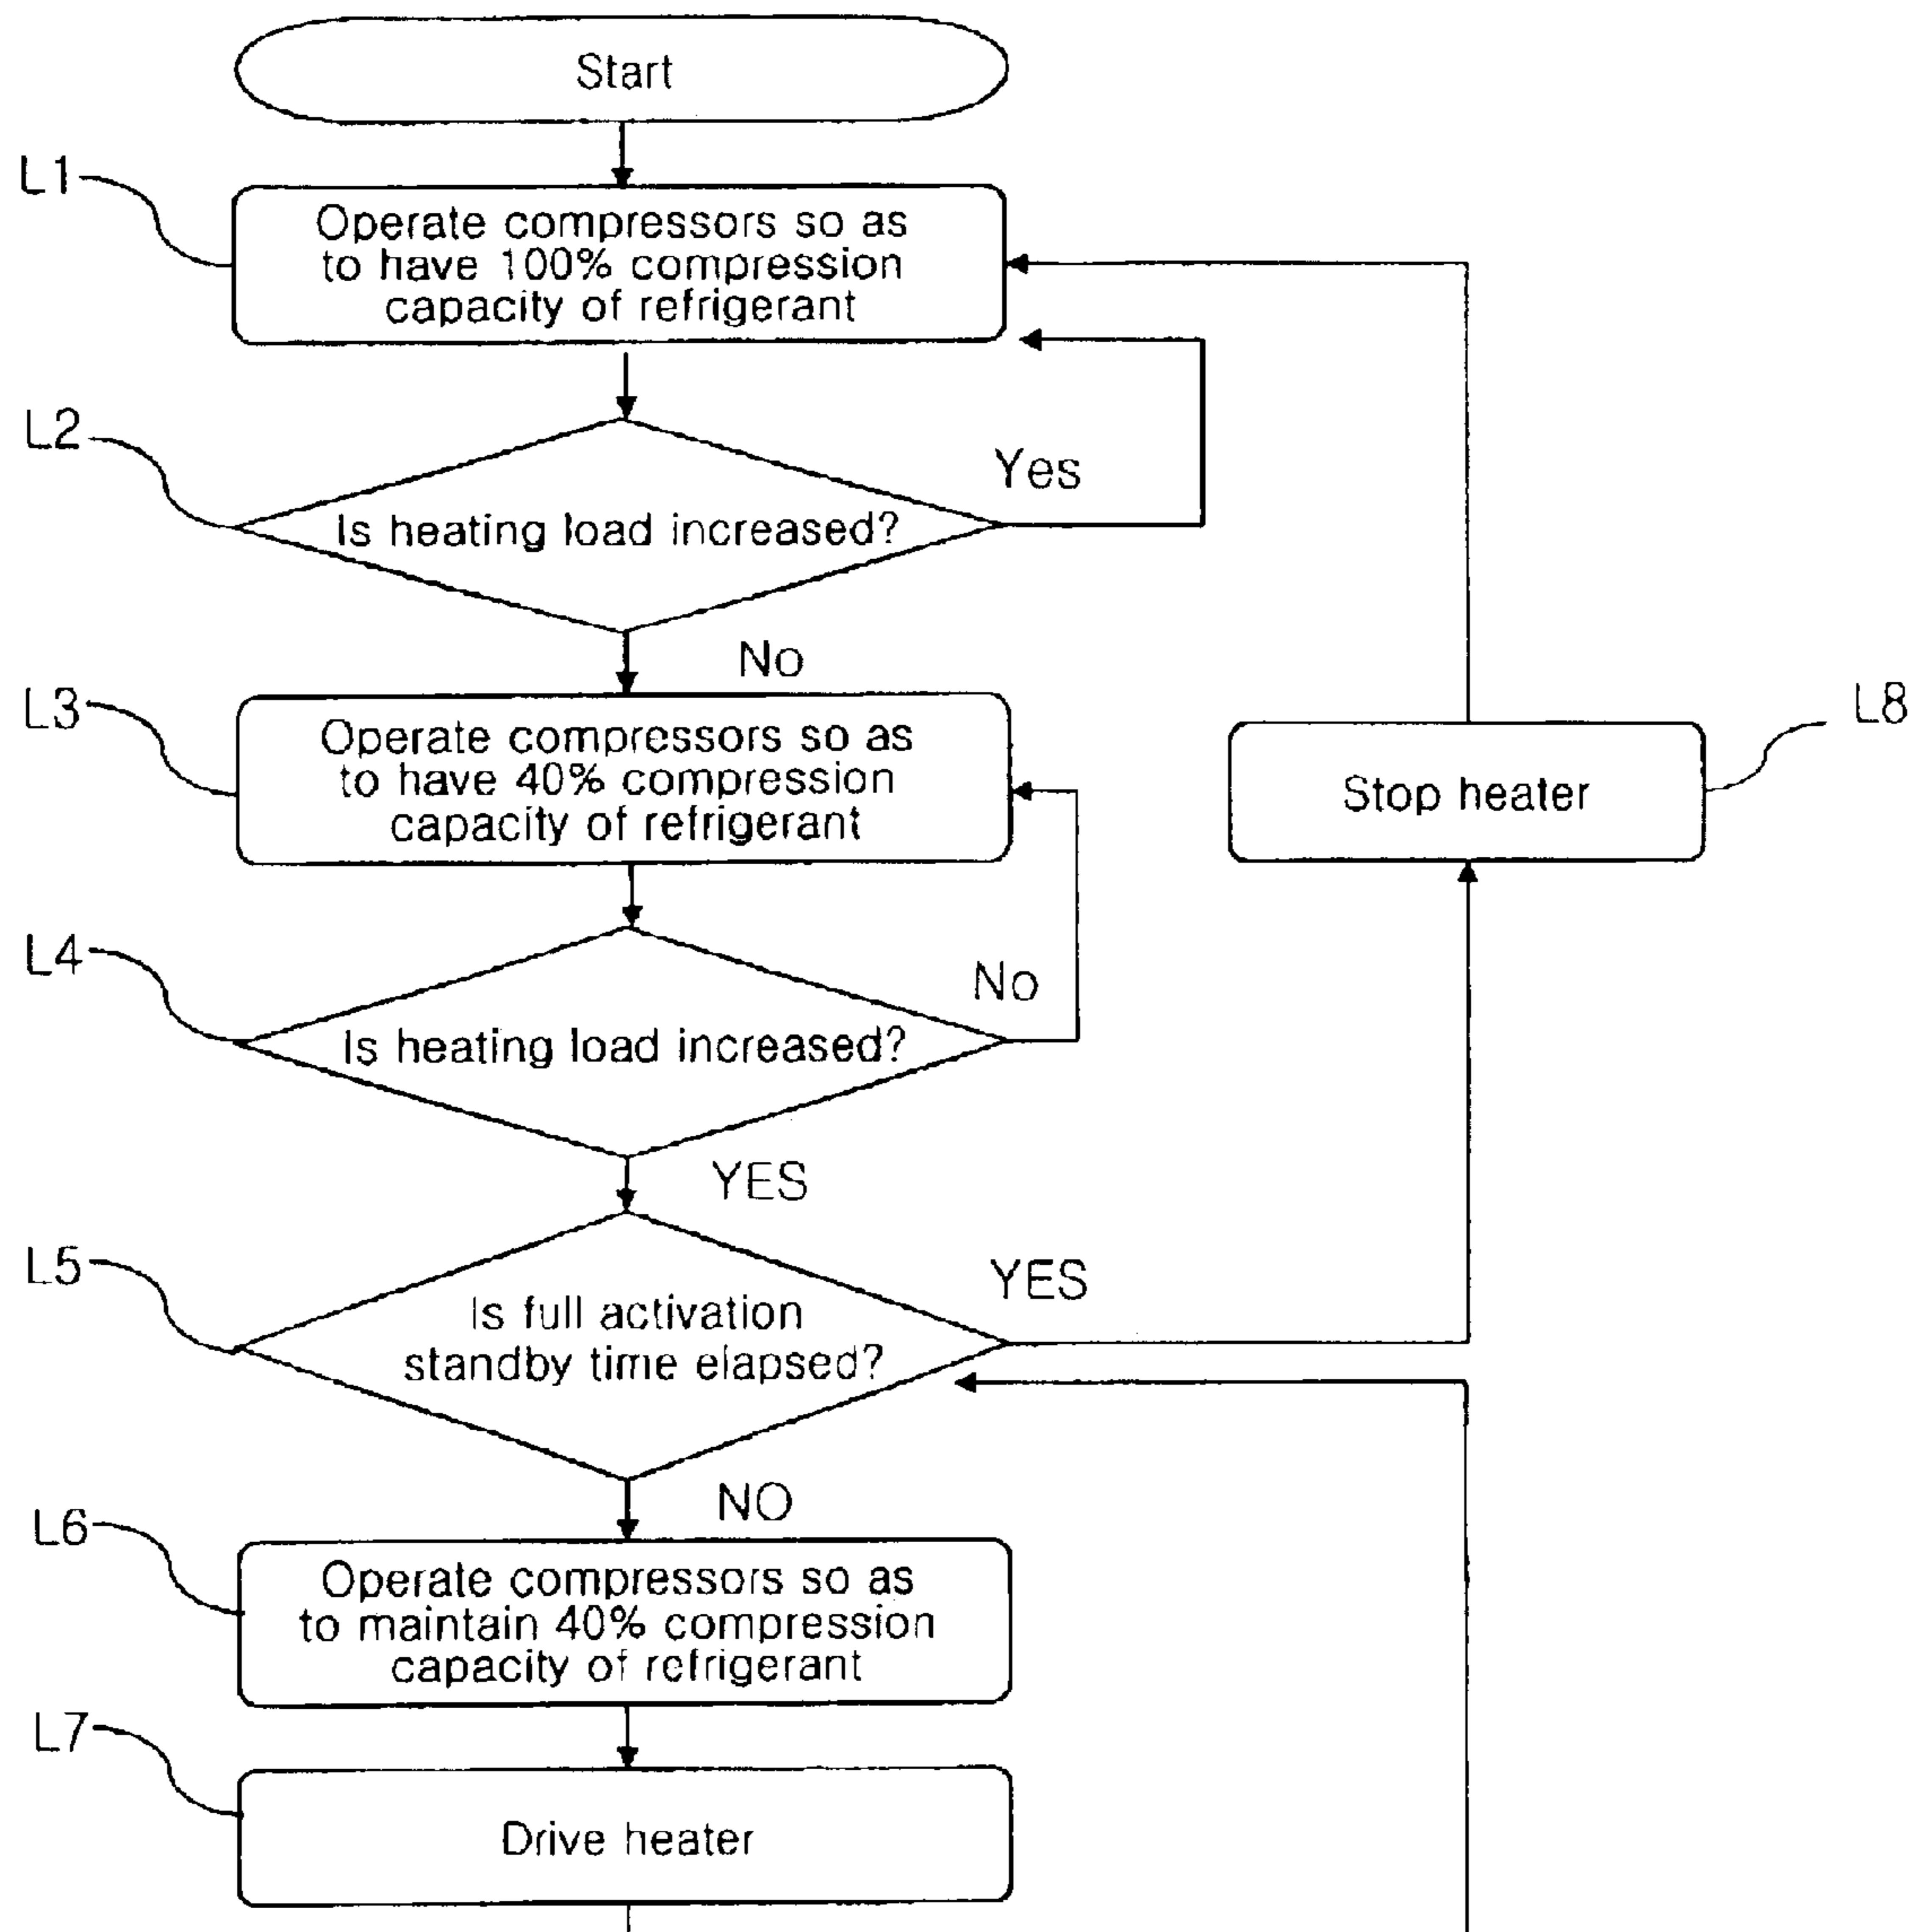 Start
L1
Operate compressors so as
to have 100% compression
capacity of refrigerant
L2
Yes
Is heating load increased?
No
L3
Operate compressors so as
to have 40% compression
capacity of refrigerant
L8
Stop heater
L4
No
Is heating load increased?
YES
L5
YES
Is full activation
standby time elapsed?
NO
L6
Operate compressors so as
to maintain 40% compression
capacity of refrigerant
L7
Drive heater